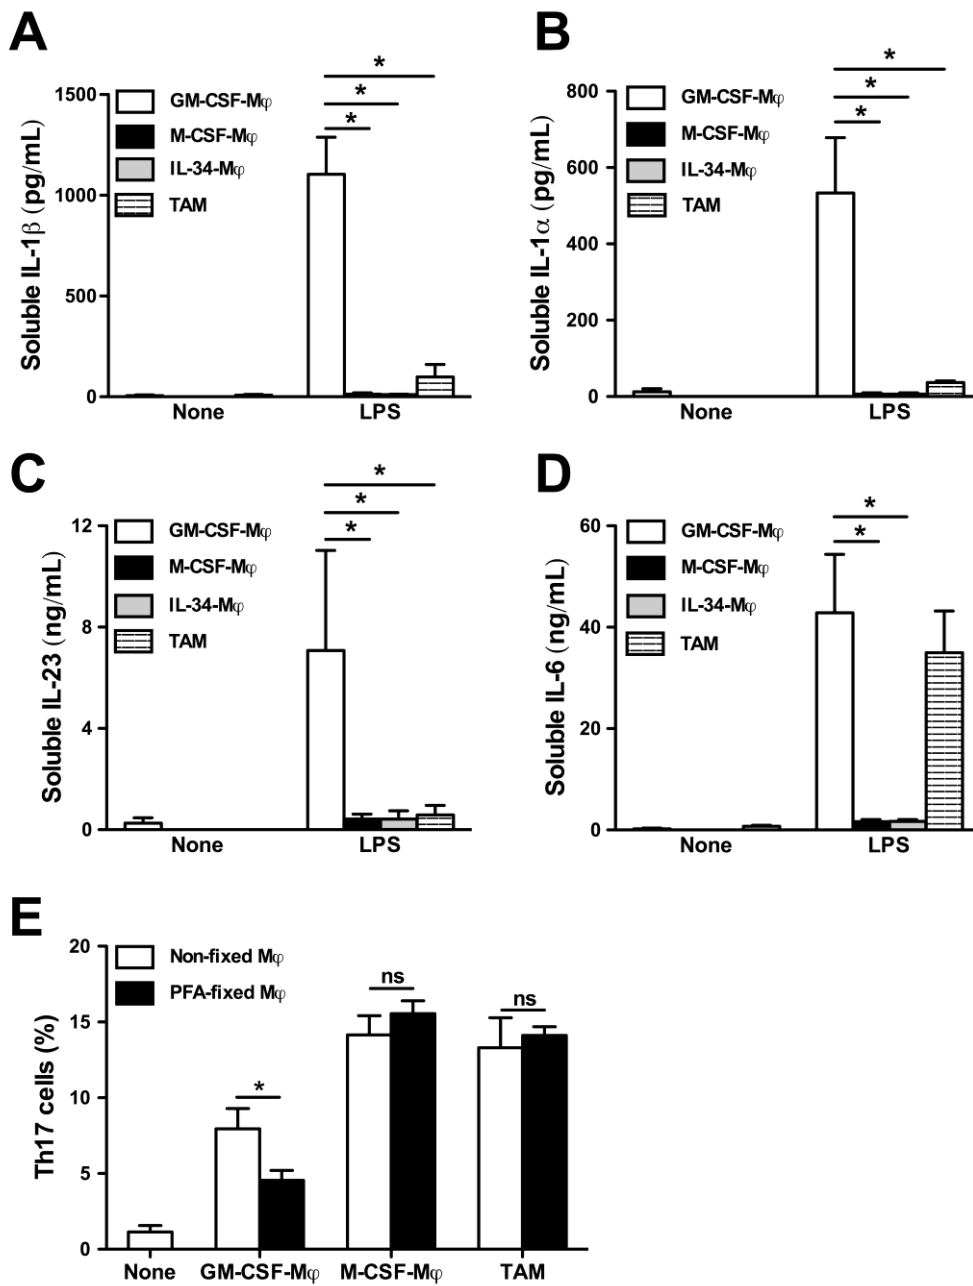 A
Soluble IL-1β (pg/mL)
1500
1000
500
0
GM-CSF-Mφ
M-CSF-Mφ
IL-34-Mφ
TAM
*
*
*
None
LPS
B
Soluble IL-1α (pg/mL)
800
600
400
200
0
GM-CSF-Mφ
M-CSF-Mφ
IL-34-Mφ
TAM
*
*
*
None
LPS
C
Soluble IL-23 (ng/mL)
12
8
4
0
GM-CSF-Mφ
M-CSF-Mφ
IL-34-Mφ
TAM
*
*
*
None
LPS
D
Soluble IL-6 (ng/mL)
60
40
20
0
GM-CSF-Mφ
M-CSF-Mφ
IL-34-Mφ
TAM
*
*
None
LPS
E
Th17 cells (%)
20
15
10
5
0
Non-fixed Mφ
PFA-fixed Mφ
*
ns
ns
None
GM-CSF-Mφ
M-CSF-Mφ
TAM